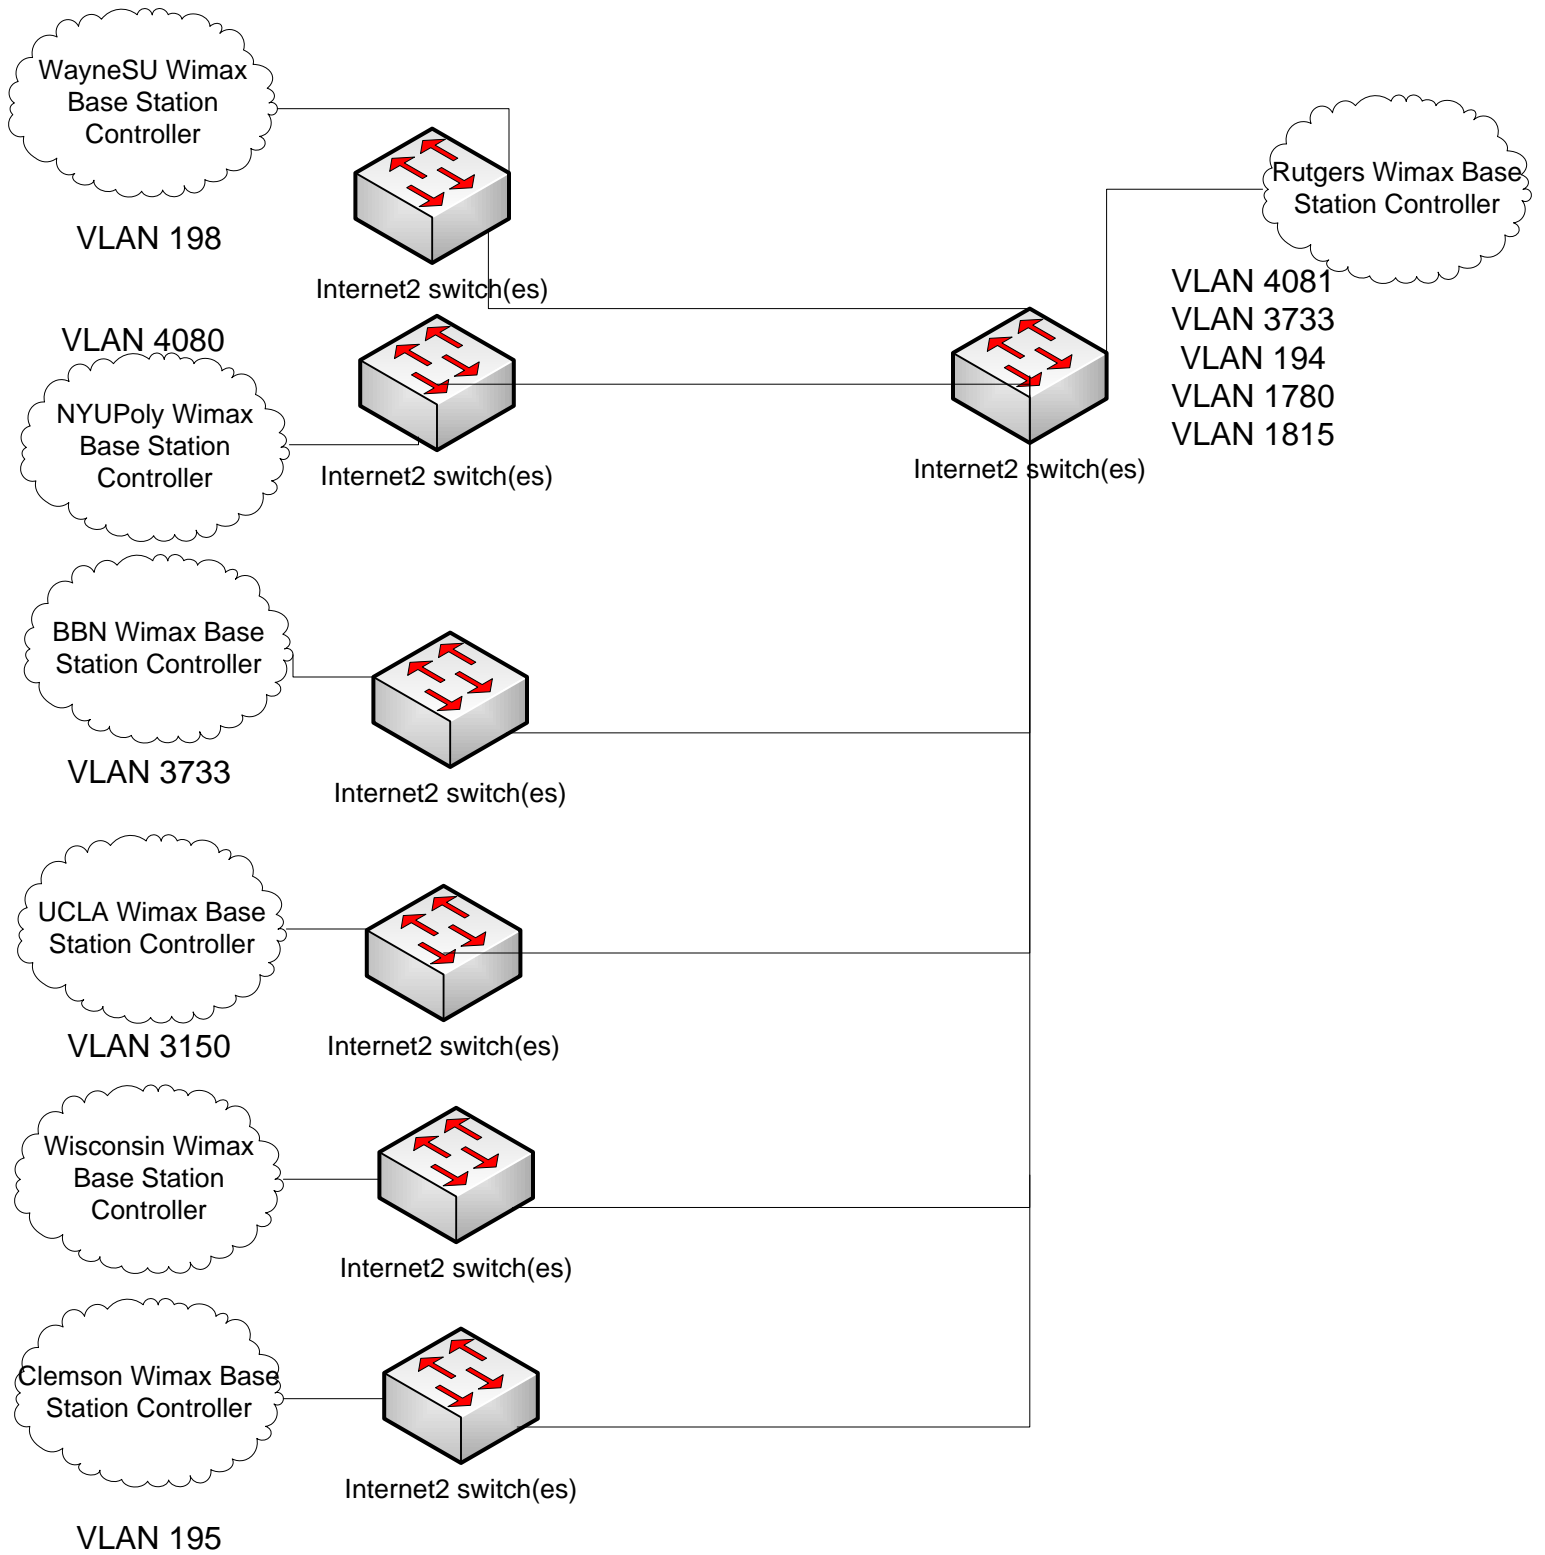 WayneSU Wimax
Base Station
Controller
VLAN 198
Internet2 switch(es)
Rutgers Wimax Base
Station Controller
VLAN 4081
VLAN 3733
VLAN 194
VLAN 1780
VLAN 1815
VLAN 4080
NYUPoly Wimax
Base Station
Controller
Internet2 switch(es)
Internet2 switch(es)
BBN Wimax Base
Station Controller
VLAN 3733
Internet2 switch(es)
UCLA Wimax Base
Station Controller
VLAN 3150
Internet2 switch(es)
Wisconsin Wimax
Base Station
Controller
Internet2 switch(es)
Clemson Wimax Base
Station Controller
Internet2 switch(es)
VLAN 195